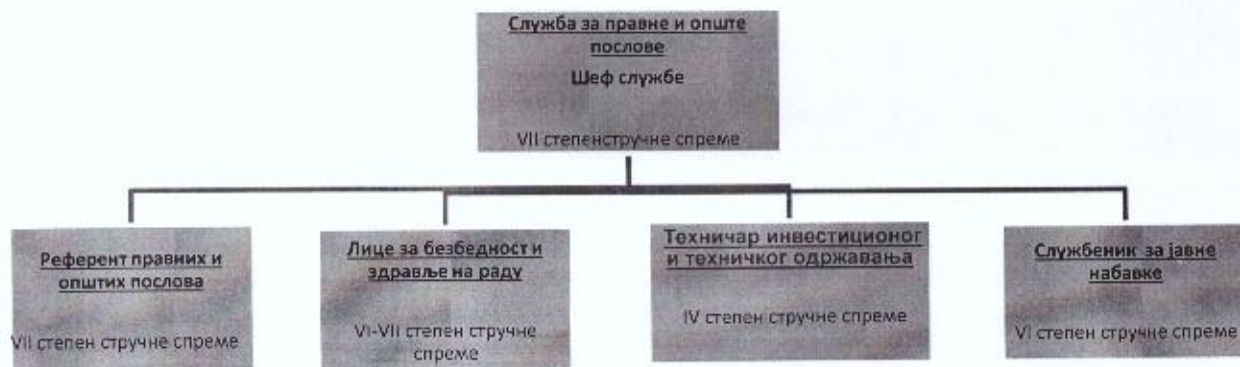 Служба за правне и опште
послове
Шеф службе
VII степенстручне спреме
Референт правних и
општих послова
VII степен стручне спреме
Лице за безбедност и
здравље на раду
VI-VII степен стручне
спреме
Техничар инвестиционог
и техничког одржавања
IV степен стручне спреме
Службеник за јавне
набавке
VI степен стручне спреме